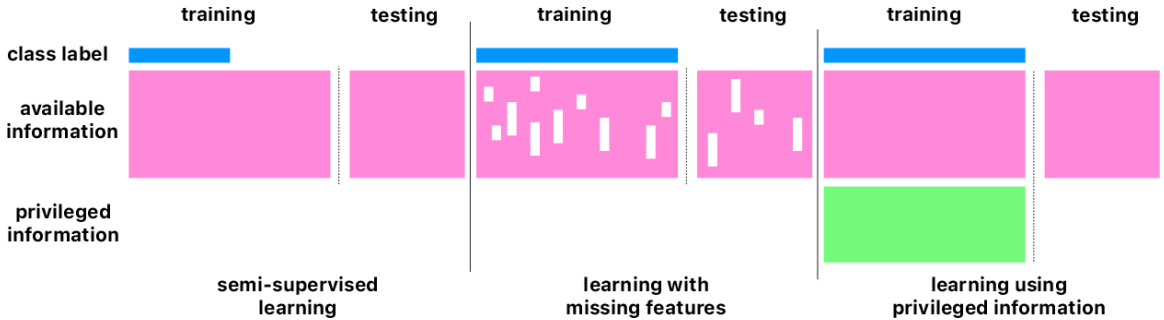 training testing training testing training testing
class label
available
information
privileged
information
semi-supervised
learning
learning with
missing features
learning using
privileged information